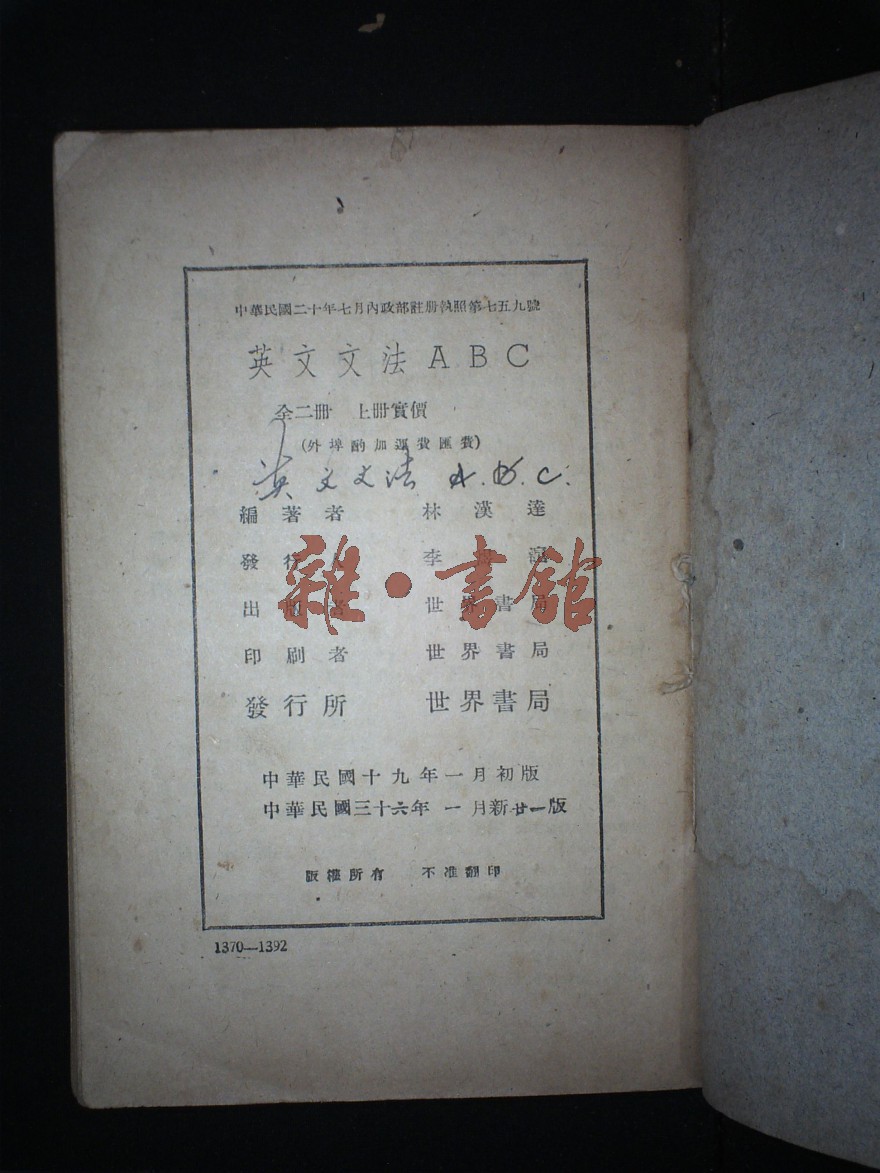 中華民國二十年七月內政部註册執照第七五九號
英文文法ABC
全二冊 上冊實價
(外埠酌加運費匯費)
英文文法 A.B.C.
編著者 林漢達
發行 李
出版者 世界書局
雜·書館
印刷者 世界書局
發行所 世界書局
中華民國十九年一月初版
中華民國三十六年一月新廿一版
版權所有 不准翻印
1370—1392